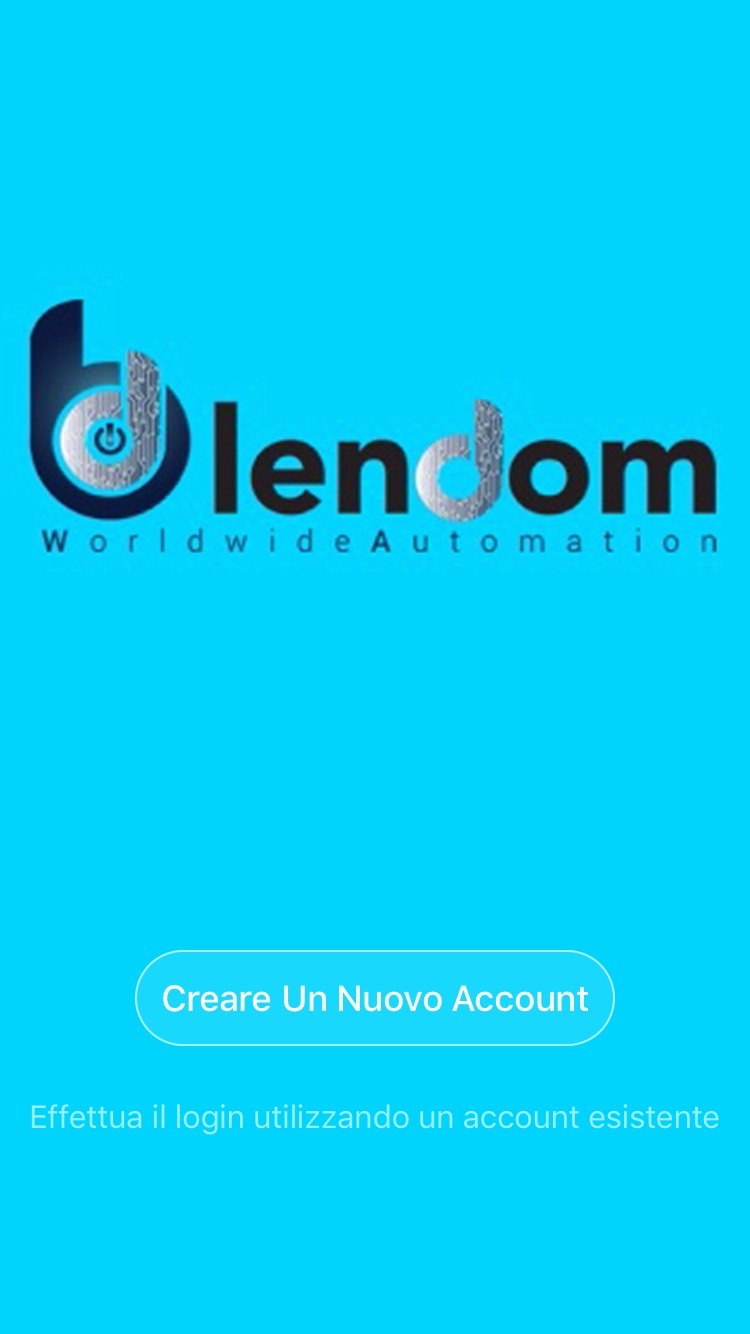 blendom
WorldwideAutomation
Creare Un Nuovo Account
Effettua il login utilizzando un account esistente